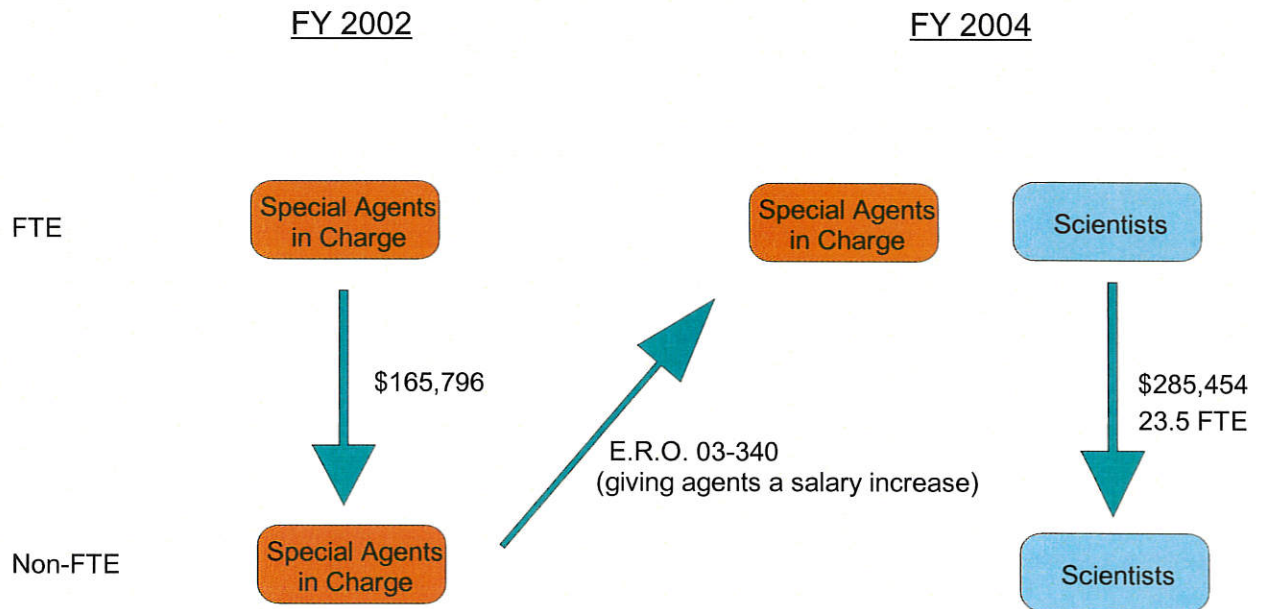 FY 2002
FY 2004
FTE
Special Agents
in Charge
Special Agents
in Charge
Scientists
$165,796
$285,454
23.5 FTE
E.R.O. 03-340
(giving agents a salary increase)
Non-FTE
Special Agents
in Charge
Scientists